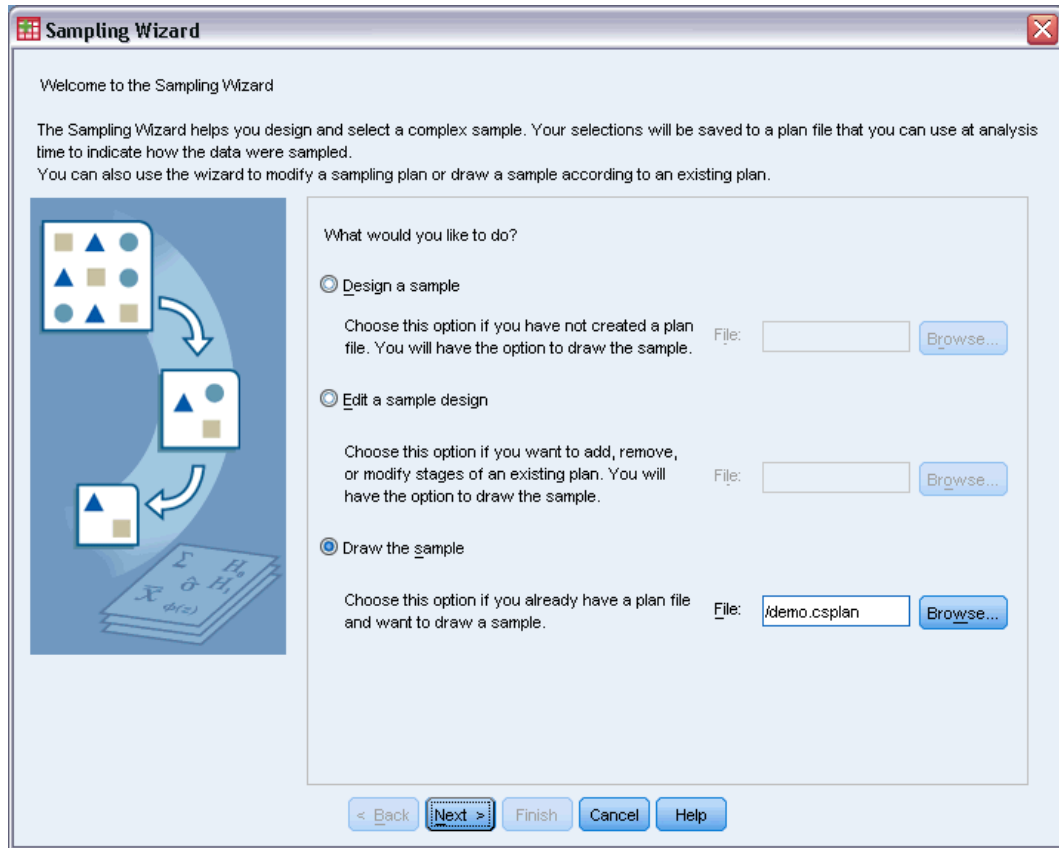 Sampling Wizard
Welcome to the Sampling Wizard
The Sampling Wizard helps you design and select a complex sample. Your selections will be saved to a plan file that you can use at analysis
time to indicate how the data were sampled.
You can also use the wizard to modify a sampling plan or draw a sample according to an existing plan.
What would you like to do?
Design a sample
Choose this option if you have not created a plan
file. You will have the option to draw the sample.
File:
Browse...
Edit a sample design
Choose this option if you want to add, remove,
or modify stages of an existing plan. You will
have the option to draw the sample.
File:
Browse...
Draw the sample
Choose this option if you already have a plan file
and want to draw a sample.
File:
/demo.csplan
Browse...
Σ H₀
σ̂ H₁
x̄ ϕ(z)
< Back
Next >
Finish
Cancel
Help